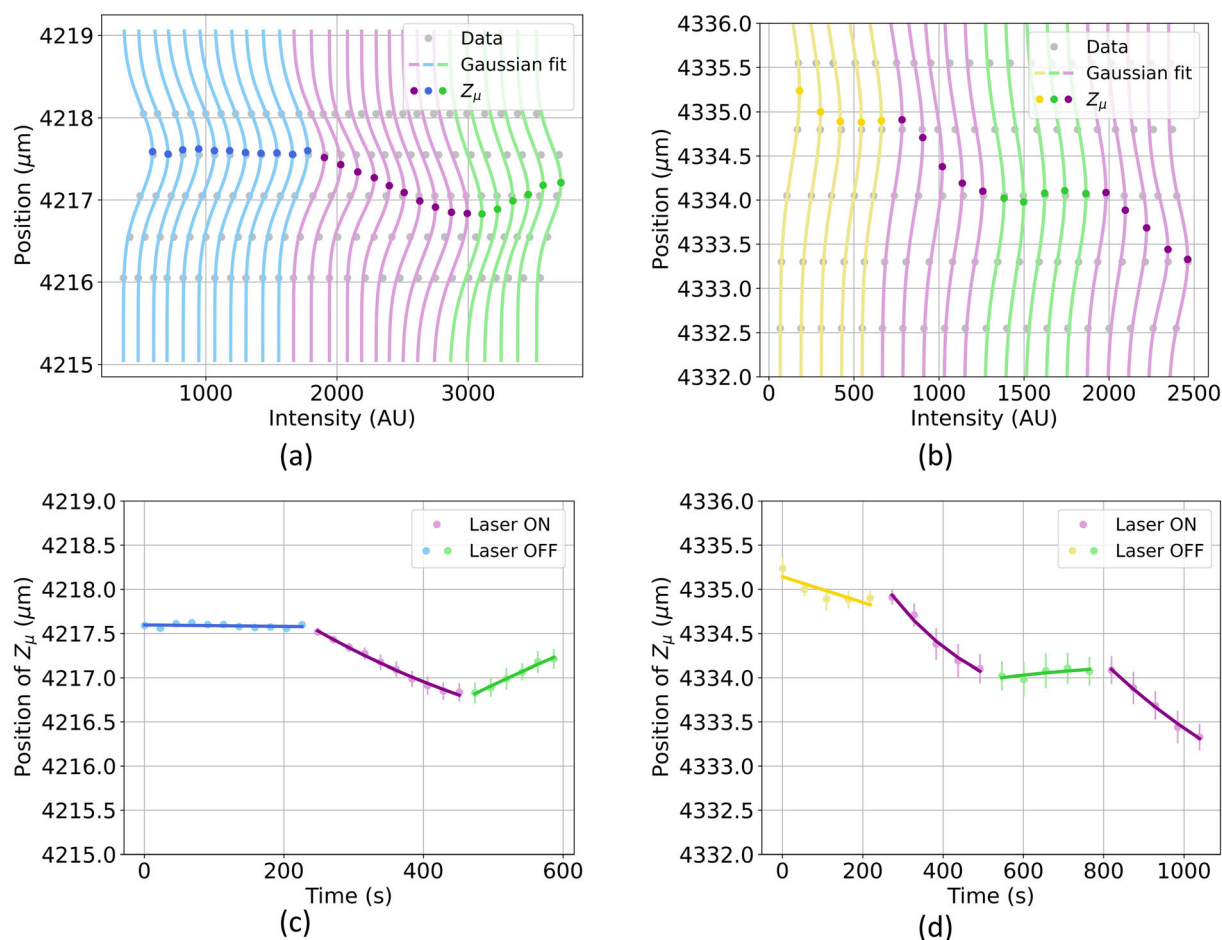 4219
4218
4217
4216
4215
Position (μm)
1000
2000
3000
Intensity (AU)
Data
Gaussian fit
Zμ
(a)
4336.0
4335.5
4335.0
4334.5
4334.0
4333.5
4333.0
4332.5
4332.0
Position (μm)
0
500
1000
1500
2000
2500
Intensity (AU)
Data
Gaussian fit
Zμ
(b)
4219.0
4218.5
4218.0
4217.5
4217.0
4216.5
4216.0
4215.5
4215.0
Position of Zμ (μm)
0
200
400
600
Time (s)
Laser ON
Laser OFF
(c)
4336.0
4335.5
4335.0
4334.5
4334.0
4333.5
4333.0
4332.5
4332.0
Position of Zμ (μm)
0
200
400
600
800
1000
Time (s)
Laser ON
Laser OFF
(d)